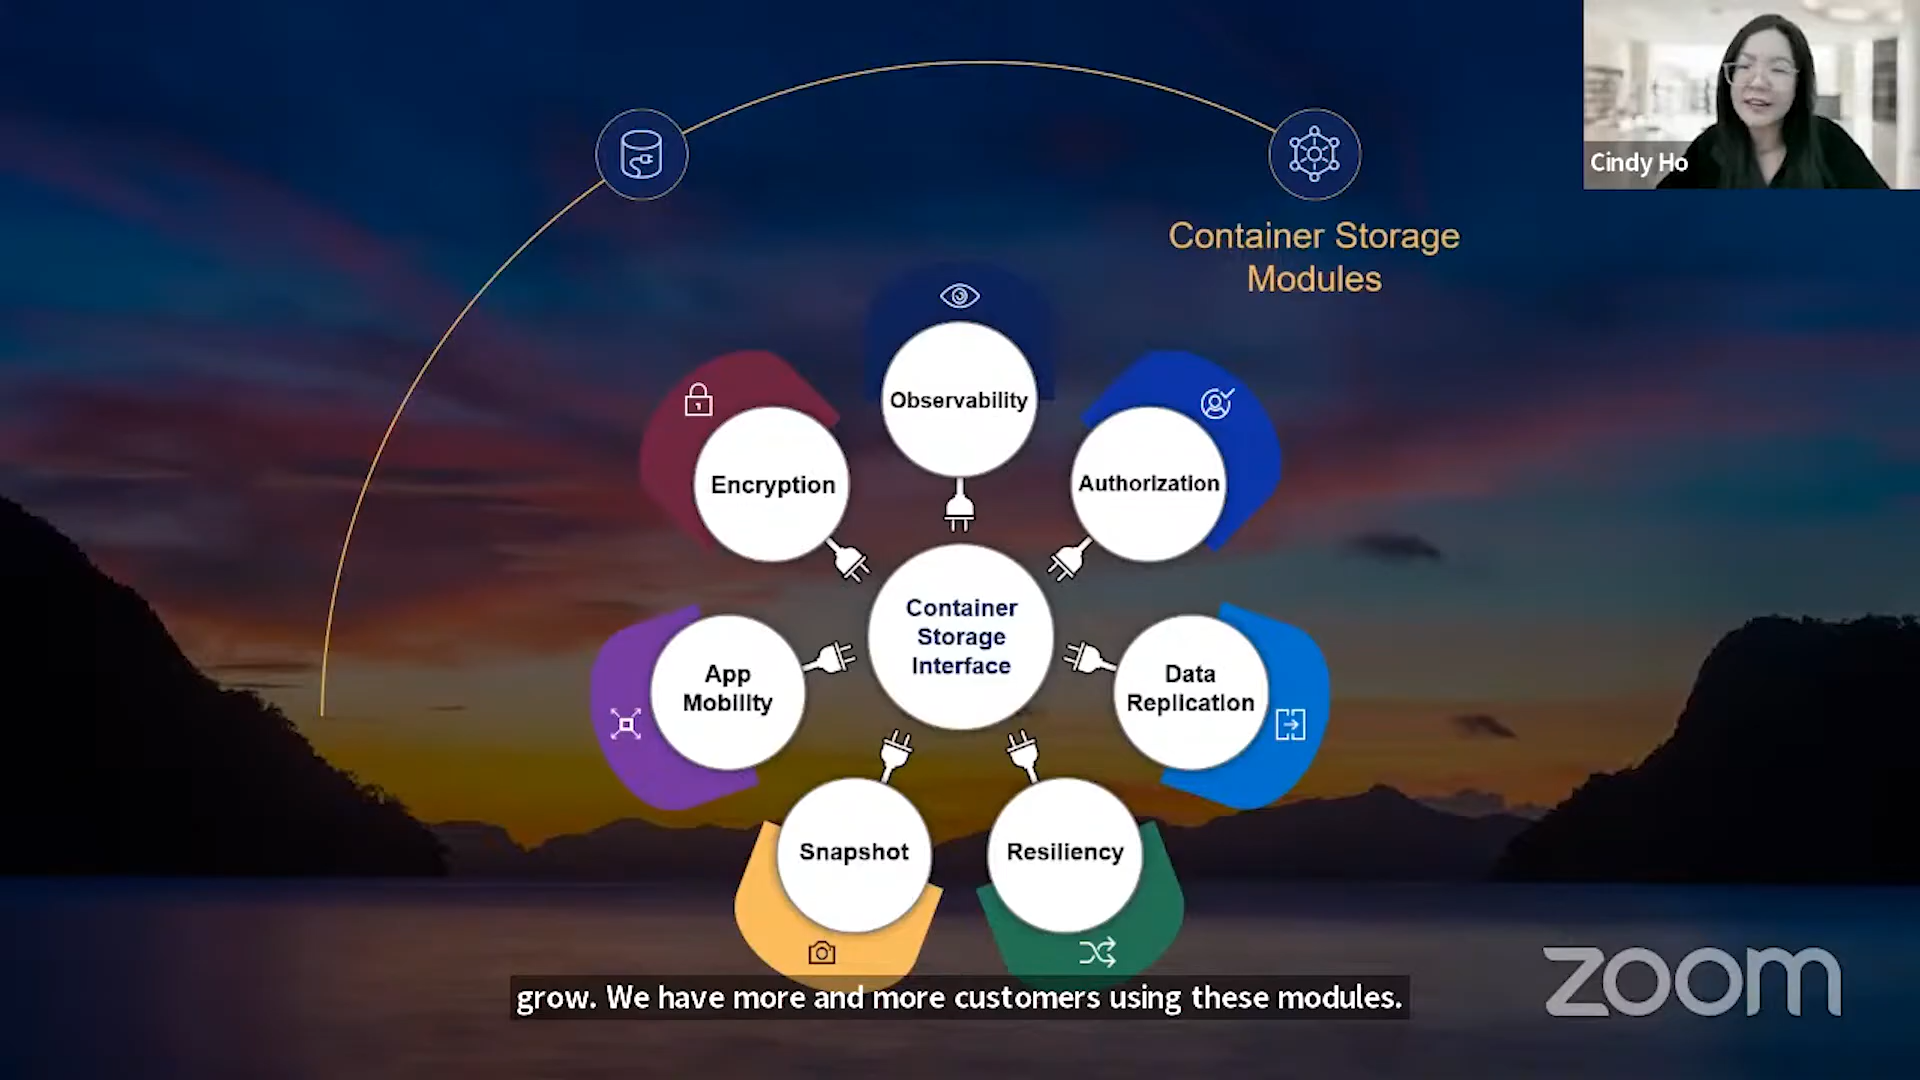 Cindy Ho
Container Storage
Modules
Observability
Encryption
Authorization
Container
Storage
Interface
App
Mobility
Data
Replication
Snapshot
Resiliency
grow. We have more and more customers using these modules.
zoom